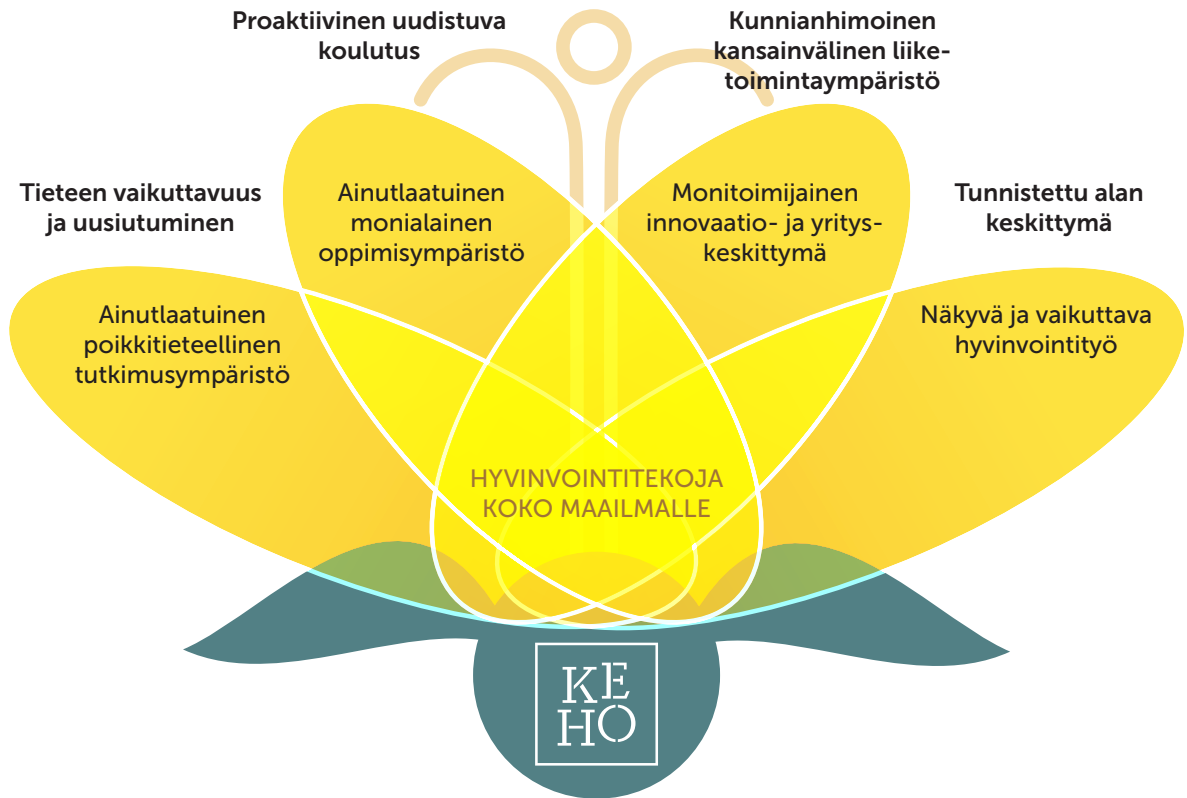 Proaktiivinen uudistuva
koulutus
Kunnianhimoinen
kansainvälinen liike-
toimintaympäristö
Tieteen vaikuttavuus
ja uusiutuminen
Ainutlaatuinen
monialainen
oppimisympäristö
Monitoimijainen
innovaatio- ja yritys-
keskittymä
Tunnistettu alan
keskittymä
Ainutlaatuinen
poikkitieteellinen
tutkimusympäristö
Näkyvä ja vaikuttava
hyvinvointityö
HYVINVOINTITEKOJA
KOKO MAAILMALLE
KE
HO